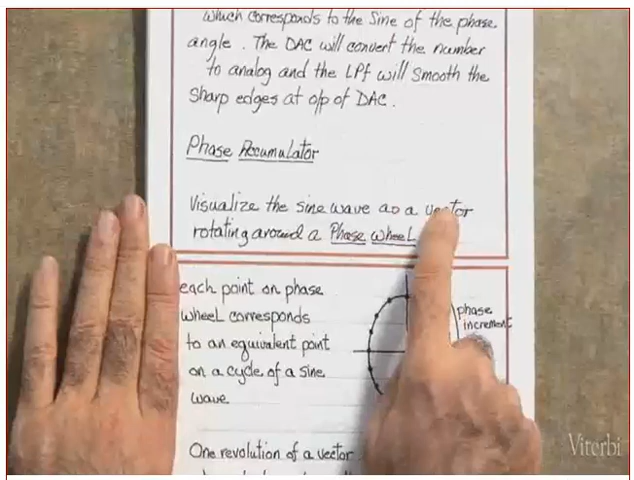 which corresponds to the Sine of the phase
angle. The DAC will convert the number
to analog and the LPF will smooth the
Sharp edges at o/p of DAC.
Phase Accumulator
Visualize the sine wave as a vector
rotating around a Phase wheel
each point on phase
wheel corresponds
to an equivalent point
on a cycle of a sine
wave
phase
increment
One revolution of a vector
Viterbi